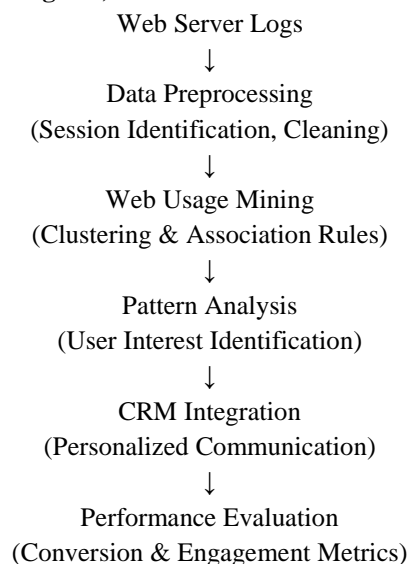 Web Server Logs
↓
Data Preprocessing
(Session Identification, Cleaning)
↓
Web Usage Mining
(Clustering & Association Rules)
↓
Pattern Analysis
(User Interest Identification)
↓
CRM Integration
(Personalized Communication)
↓
Performance Evaluation
(Conversion & Engagement Metrics)